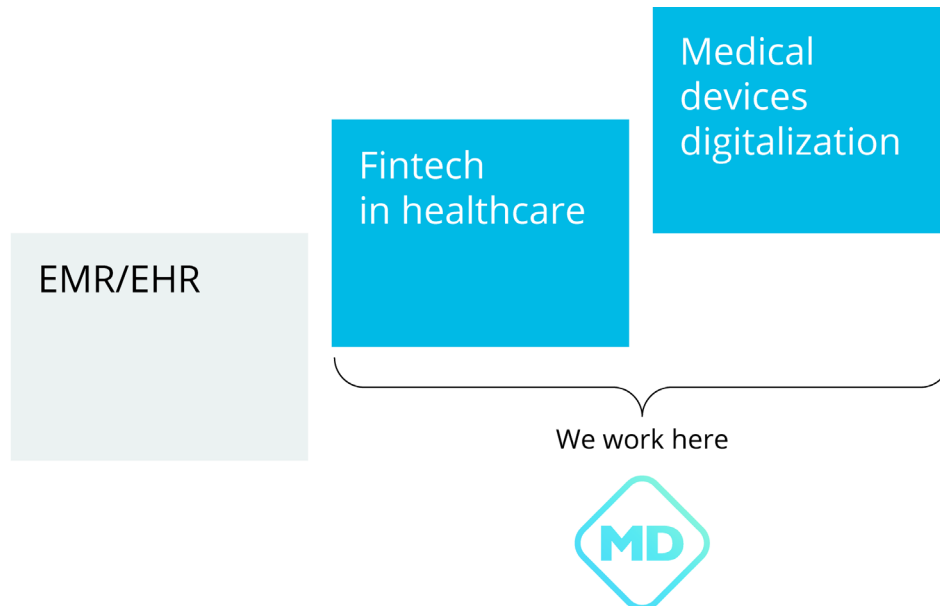 EMR/EHR
Fintech
in healthcare
Medical
devices
digitalization
We work here
MD